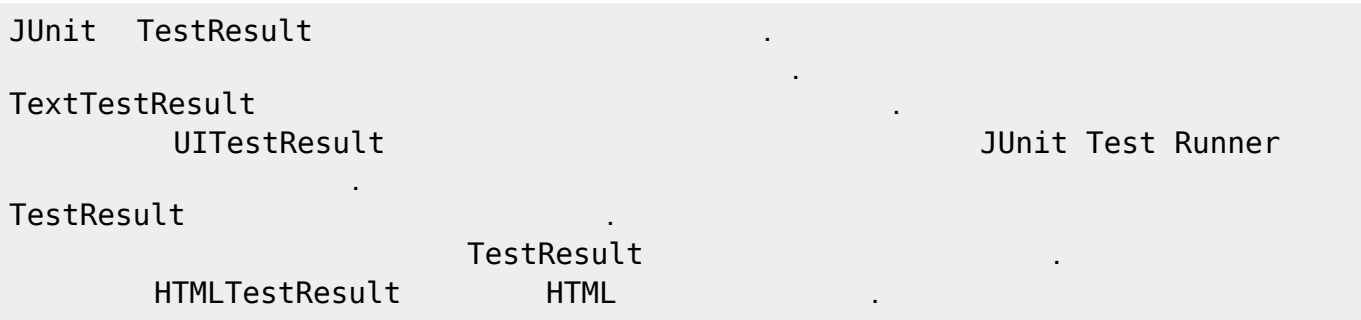 JUnit TestResult .
.
TextTestResult .
UITestResult JUnit Test Runner
.
TestResult .
TestResult .
HTMLTestResult HTML .